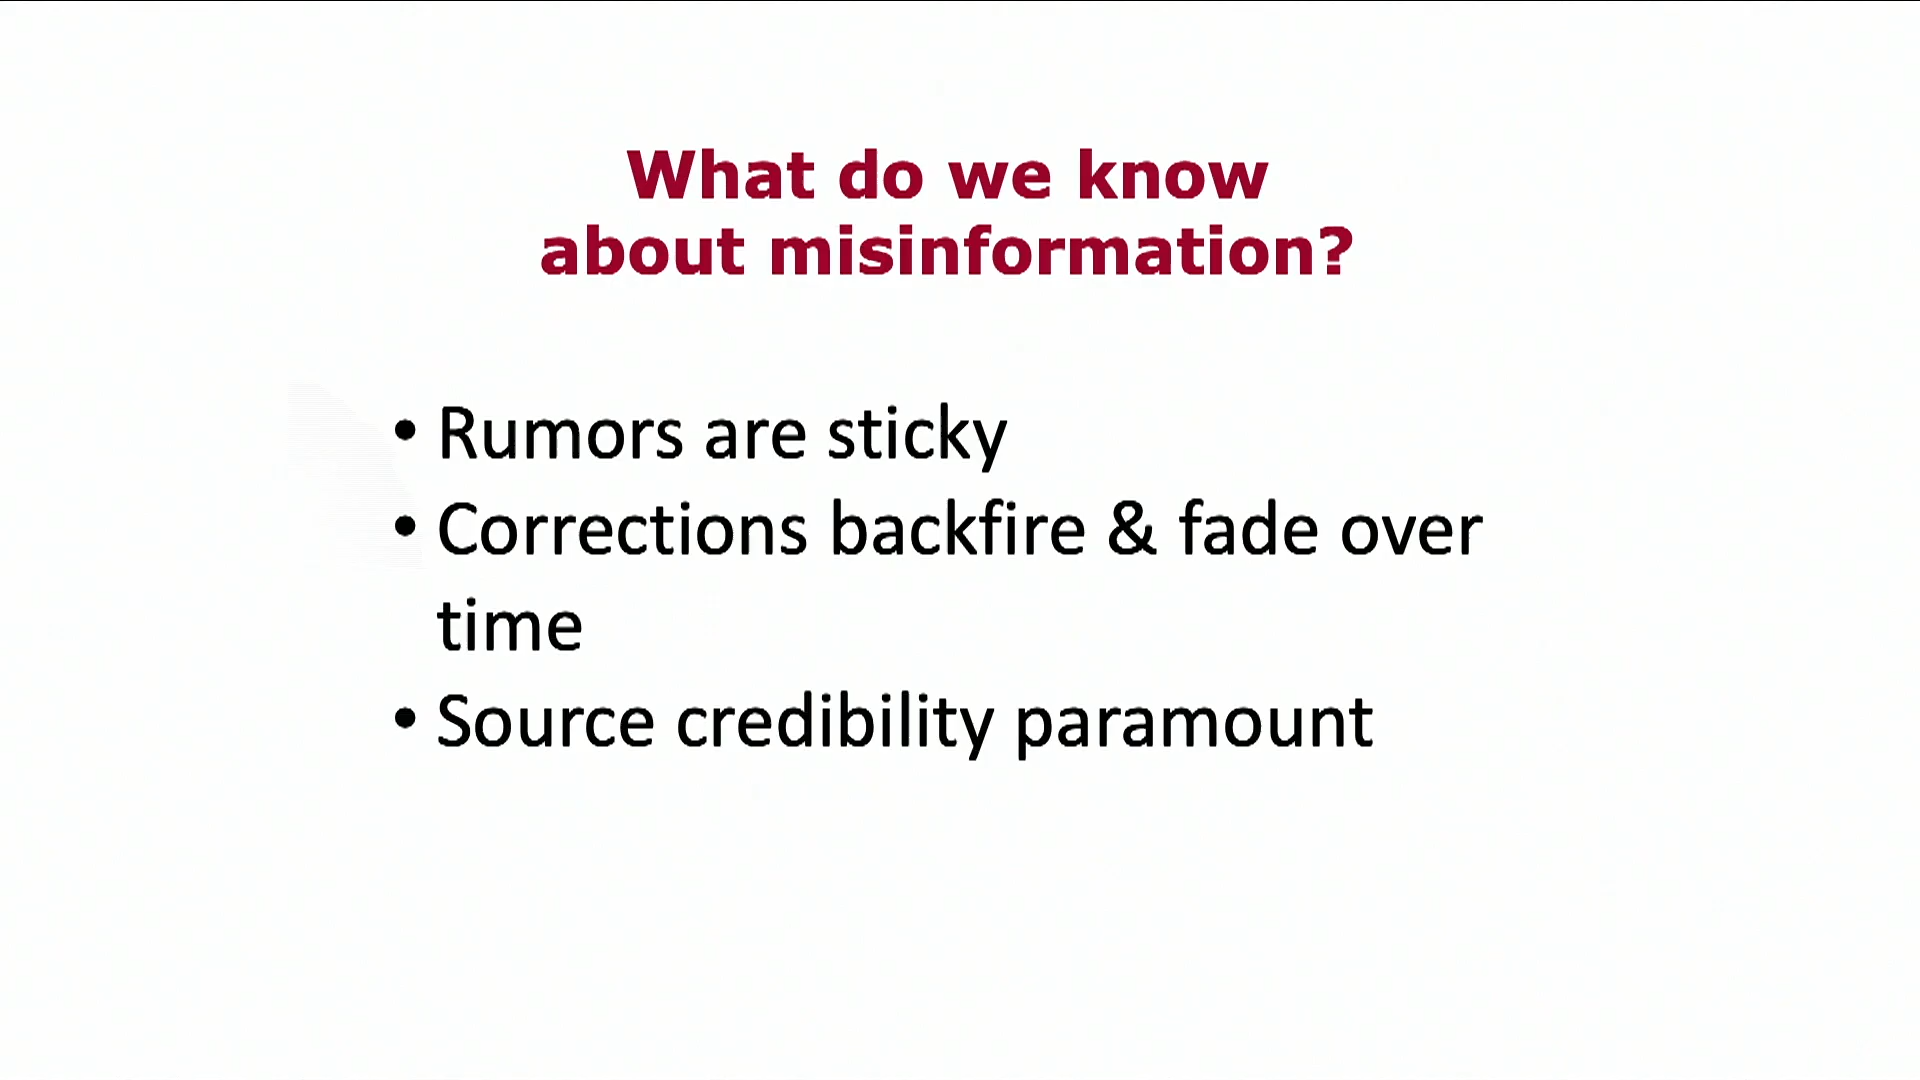 What do we know
about misinformation?
• Rumors are sticky
• Corrections backfire & fade over
time
• Source credibility paramount